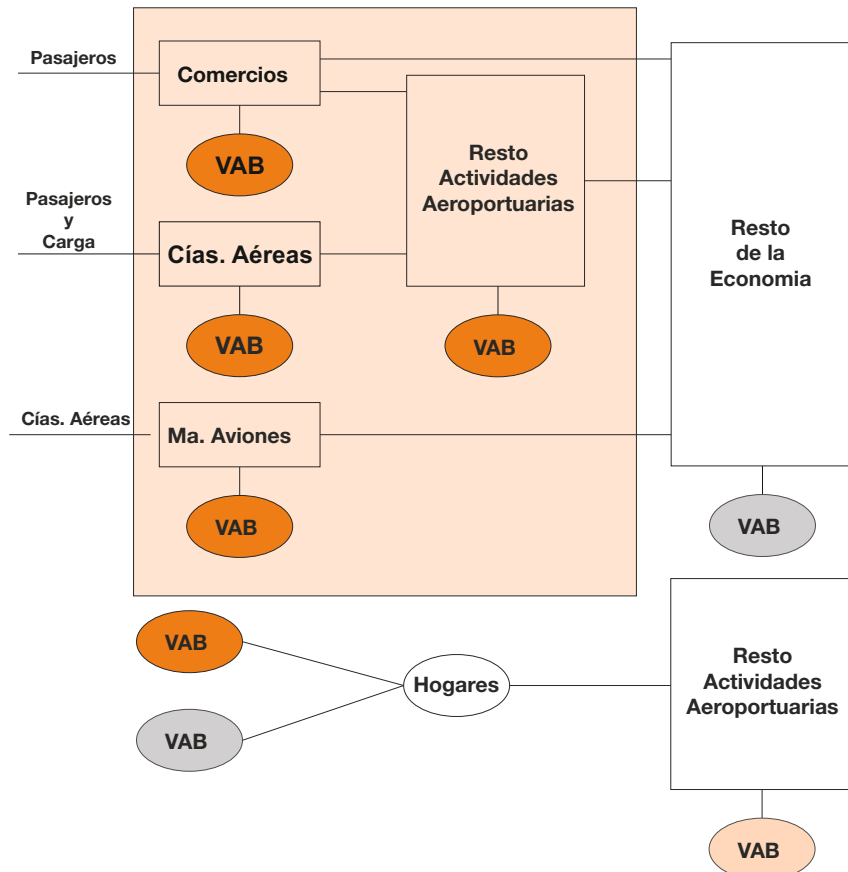 Pasajeros
Comercios
VAB
Resto
Actividades
Aeroportuarias
Pasajeros
y
Carga
Cías. Aéreas
VAB
VAB
Resto
de la
Economia
Cías. Aéreas
Ma. Aviones
VAB
VAB
VAB
Hogares
VAB
Resto
Actividades
Aeroportuarias
VAB